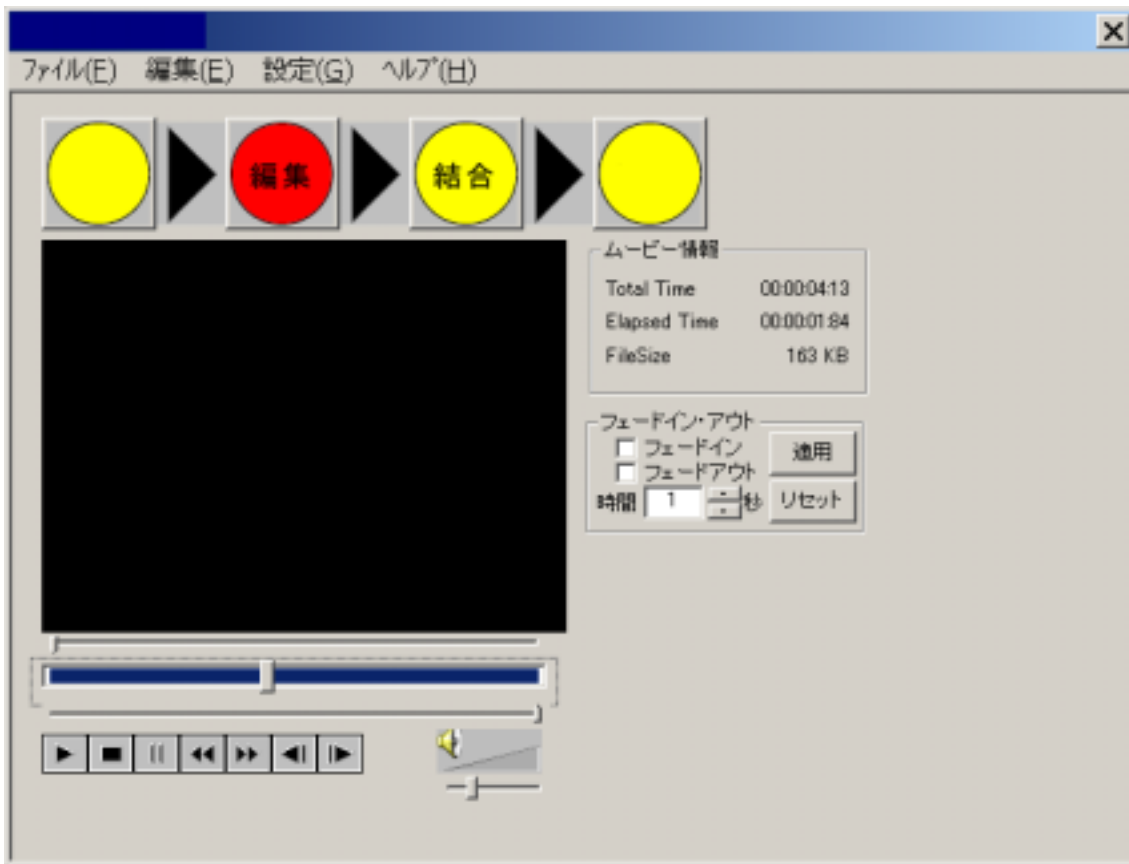 ファイル(F) 編集(E) 設定(G) ヘルプ(H)
編集
結合
ムービー情報
Total Time 00:00:04:13
Elapsed Time 00:00:01:84
FileSize 163 KB
フェードイン・アウト
フェードイン
適用
フェードアウト
時間 1 秒
リセット